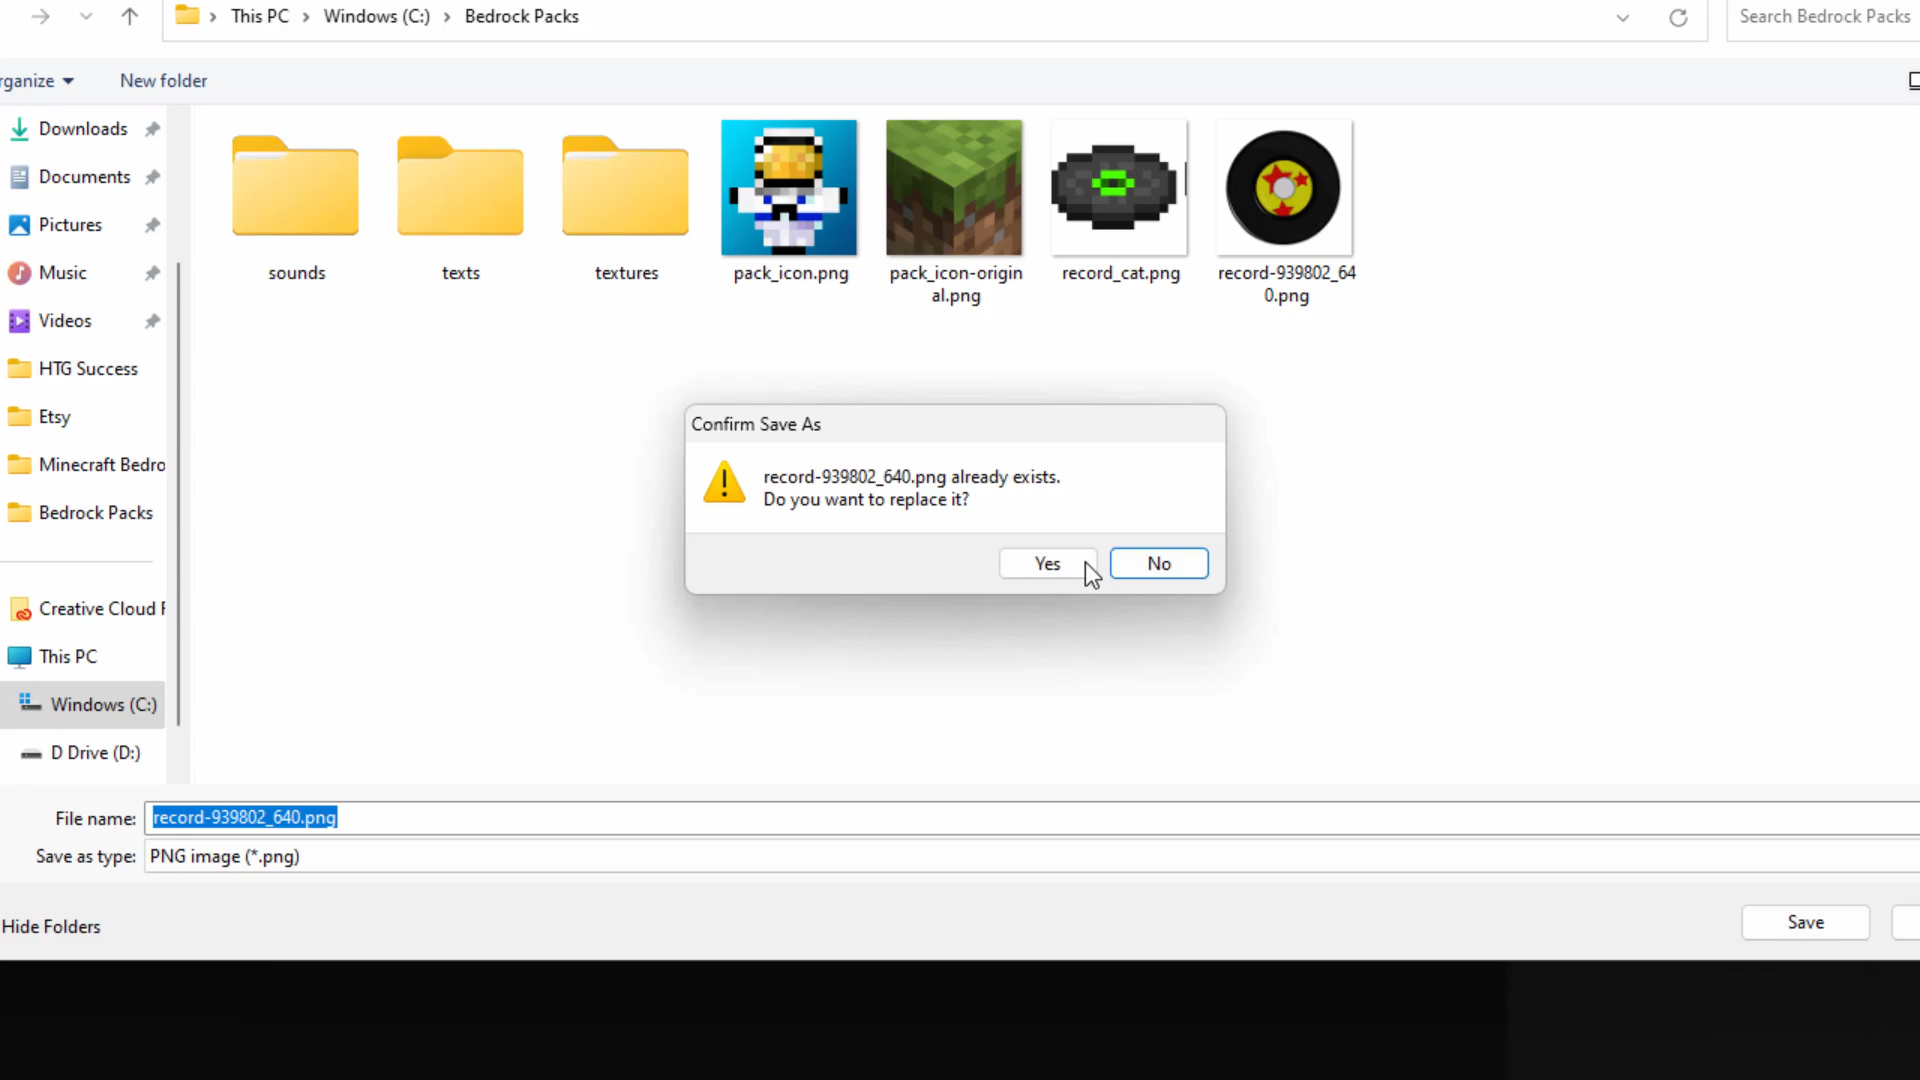 This PC > Windows (C:) > Bedrock Packs
Search Bedrock Packs
rganize
New folder
Downloads
Documents
Pictures
Music
Videos
HTG Success
Etsy
Minecraft Bedro
Bedrock Packs
Creative Cloud F
This PC
Windows (C:)
D Drive (D:)
sounds
texts
textures
pack_icon.png
pack_icon-origin
al.png
record_cat.png
record-939802_64
0.png
Confirm Save As
record-939802_640.png already exists.
Do you want to replace it?
Yes
No
File name:
record-939802_640.png
Save as type:
PNG image (*.png)
Hide Folders
Save